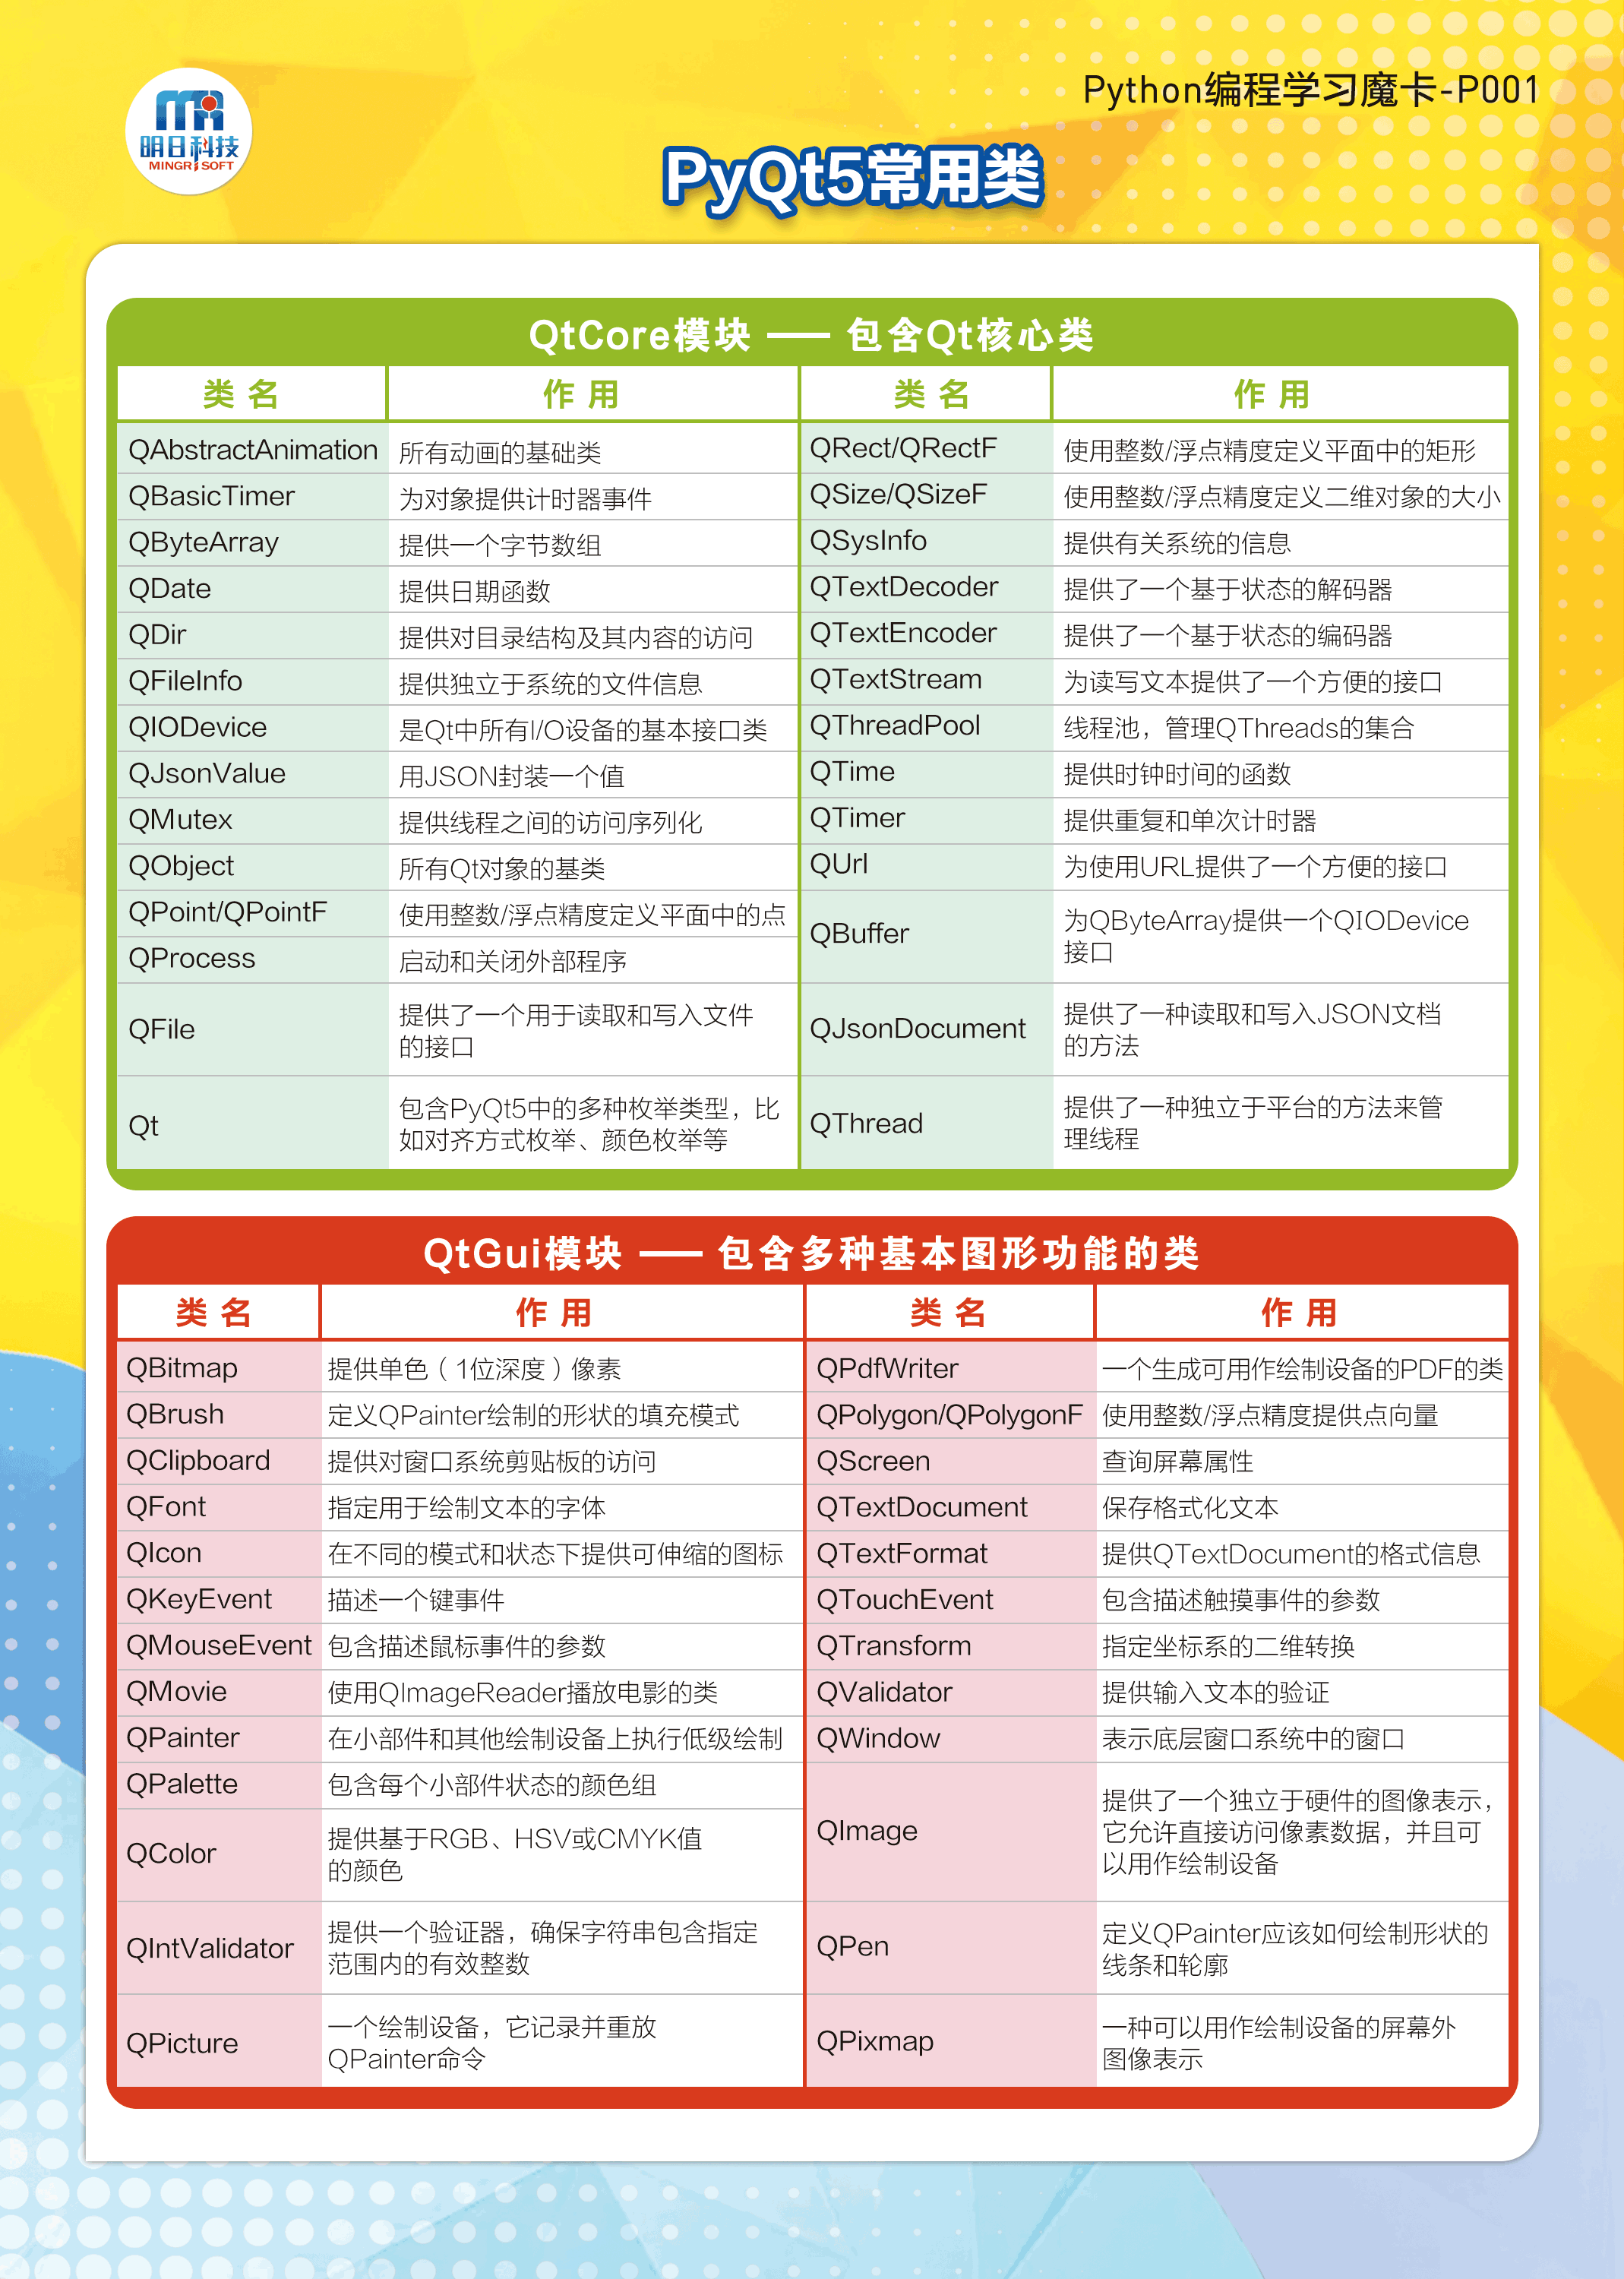 Python编程学习魔卡-P001
明日科技
MINGRISOFT
PyQt5常用类
QtCore模块 —— 包含Qt核心类
类 名 作 用 类 名 作 用
QAbstractAnimation 所有动画的基础类 QRect/QRectF 使用整数/浮点精度定义平面中的矩形
QBasicTimer 为对象提供计时器事件 QSize/QSizeF 使用整数/浮点精度定义二维对象的大小
QByteArray 提供一个字节数组 QSysInfo 提供有关系统的信息
QDate 提供日期函数 QTextDecoder 提供了一个基于状态的解码器
QDir 提供对目录结构及其内容的访问 QTextEncoder 提供了一个基于状态的编码器
QFileInfo 提供独立于系统的文件信息 QTextStream 为读写文本提供了一个方便的接口
QIODevice 是Qt中所有I/O设备的基本接口类 QThreadPool 线程池，管理QThreads的集合
QJsonValue 用JSON封装一个值 QTime 提供时钟时间的函数
QMutex 提供线程之间的访问序列化 QTimer 提供重复和单次计时器
QObject 所有Qt对象的基类 QUrl 为使用URL提供了一个方便的接口
QPoint/QPointF 使用整数/浮点精度定义平面中的点
QProcess 启动和关闭外部程序
QBuffer 为QByteArray提供一个QIODevice
接口
QFile 提供了一个用于读取和写入文件
的接口
QJsonDocument 提供了一种读取和写入JSON文档
的方法
Qt 包含PyQt5中的多种枚举类型，比
如对齐方式枚举、颜色枚举等
QThread 提供了一种独立于平台的方法来管
理线程
QtGui模块 —— 包含多种基本图形功能的类
类 名 作 用 类 名 作 用
QBitmap 提供单色（1位深度）像素 QPdfWriter 一个生成可用作绘制设备的PDF的类
QBrush 定义QPainter绘制的形状的填充模式 QPolygon/QPolygonF 使用整数/浮点精度提供点向量
QClipboard 提供对窗口系统剪贴板的访问 QScreen 查询屏幕属性
QFont 指定用于绘制文本的字体 QTextDocument 保存格式化文本
QIcon 在不同的模式和状态下提供可伸缩的图标 QTextFormat 提供QTextDocument的格式信息
QKeyEvent 描述一个键事件 QTouchEvent 包含描述触摸事件的参数
QMouseEvent 包含描述鼠标事件的参数 QTransform 指定坐标系的二维转换
QMovie 使用QImageReader播放电影的类 QValidator 提供输入文本的验证
QPainter 在小部件和其他绘制设备上执行低级绘制 QWindow 表示底层窗口系统中的窗口
QPalette 包含每个小部件状态的颜色组
QColor 提供基于RGB、HSV或CMYK值
的颜色
QImage 提供了一个独立于硬件的图像表示，
它允许直接访问像素数据，并且可
以用作绘制设备
QIntValidator 提供一个验证器，确保字符串包含指定
范围内的有效整数
QPen 定义QPainter应该如何绘制形状的
线条和轮廓
QPicture 一个绘制设备，它记录并重放
QPainter命令
QPixmap 一种可以用作绘制设备的屏幕外
图像表示